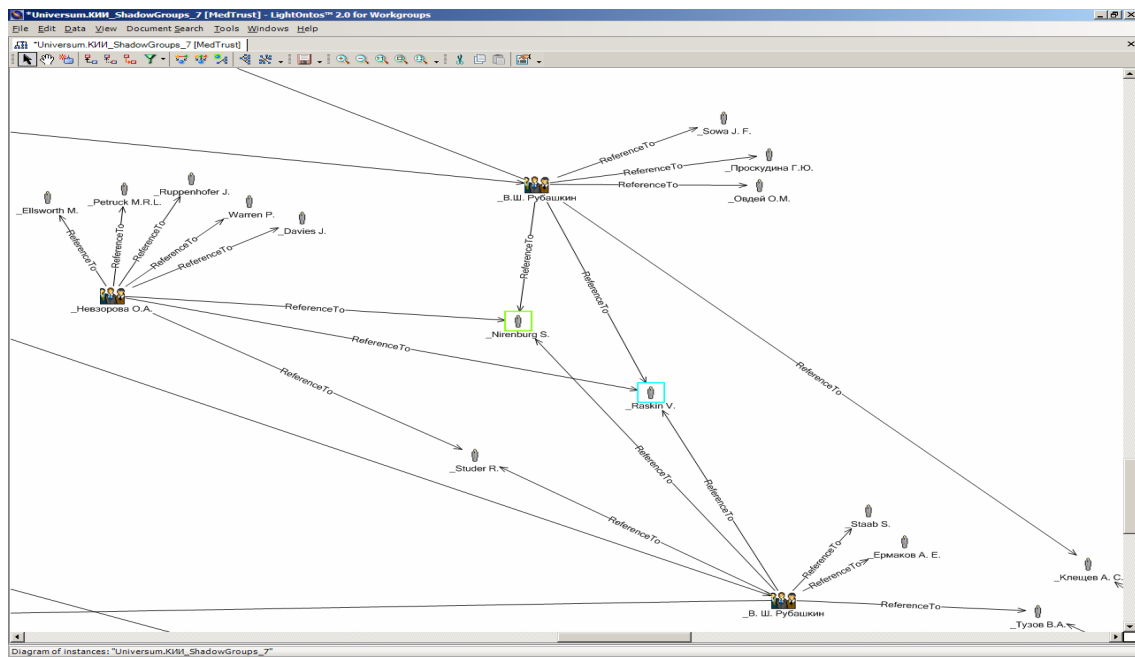 *Universum.КИИ_ShadowGroups_7 [MedTrust] - LightOntos™ 2.0 for Workgroups
File Edit Data View Document Search Tools Windows Help
*Universum.КИИ_ShadowGroups_7 [MedTrust]
_Sowa J. F.
ReferenceTo
_Проскудина Г.Ю.
ReferenceTo
ReferenceTo
_Овдей О.М.
_В.Ш. Рубашкин
_Ruppenhofer J.
_Petruck M.R.L.
_Ellsworth M.
_Warren P.
_Davies J.
ReferenceTo
ReferenceTo
ReferenceTo
ReferenceTo
ReferenceTo
_Невзорова О.А.
ReferenceTo
ReferenceTo
ReferenceTo
_Nirenburg S.
ReferenceTo
ReferenceTo
ReferenceTo
_Raskin V.
ReferenceTo
_Studer R.
ReferenceTo
ReferenceTo
ReferenceTo
_Staab S.
ReferenceTo
_Ермаков А. Е.
ReferenceTo
_Клещев А. С.
_В. Ш. Рубашкин
ReferenceTo
_Тузов В.А.
Diagram of instances: "Universum.КИИ_ShadowGroups_7"